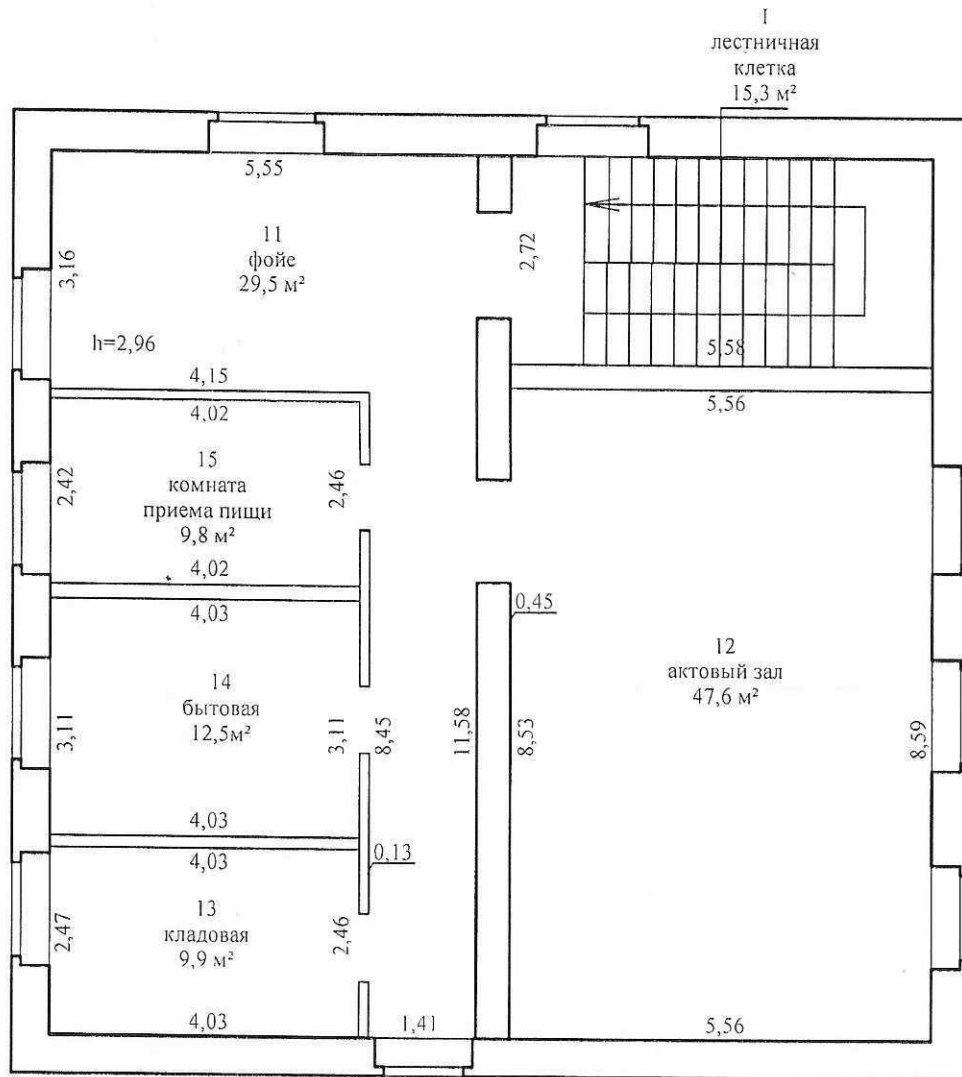 I
лестничная
клетка
15,3 м²
5,55
11
фойе
29,5 м²
3,16
2,72
h=2,96
5,58
4,15
4,02
5,56
15
комната
приема пищи
9,8 м²
2,42
2,46
4,02
4,03
0,45
14
бытовая
12,5м²
3,11
3,11
8,45
11,58
8,53
12
актовый зал
47,6 м²
8,59
4,03
4,03
0,13
13
кладовая
9,9 м²
2,47
2,46
4,03
1,41
5,56